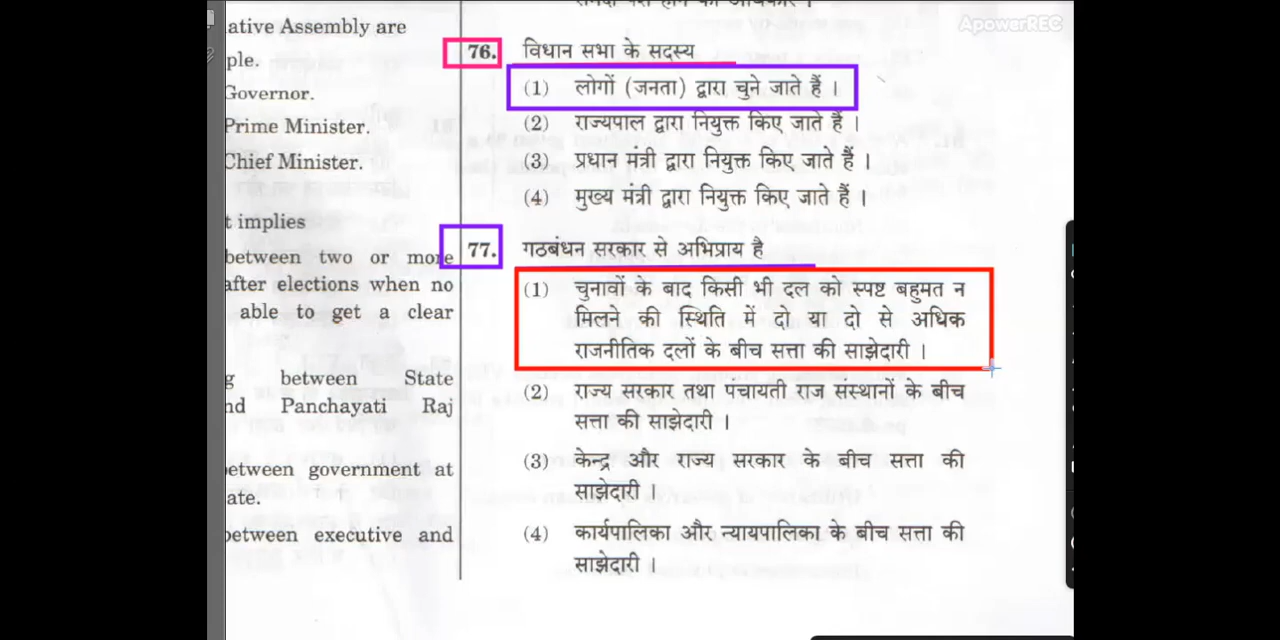 ative Assembly are
ple.
Governor.
Prime Minister.
Chief Minister.
t implies
between two or more
after elections when no
able to get a clear
g between State
nd Panchayati Raj
between government at
ate.
between executive and
76. विधान सभा के सदस्य
(1) लोगों (जनता) द्वारा चुने जाते हैं ।
(2) राज्यपाल द्वारा नियुक्त किए जाते हैं ।
(3) प्रधान मंत्री द्वारा नियुक्त किए जाते हैं ।
(4) मुख्य मंत्री द्वारा नियुक्त किए जाते हैं ।
77. गठबंधन सरकार से अभिप्राय है
(1) चुनावों के बाद किसी भी दल को स्पष्ट बहुमत न
मिलने की स्थिति में दो या दो से अधिक
राजनीतिक दलों के बीच सत्ता की साझेदारी ।
(2) राज्य सरकार तथा पंचायती राज संस्थानों के बीच
सत्ता की साझेदारी ।
(3) केन्द्र और राज्य सरकार के बीच सत्ता की
साझेदारी ।
(4) कार्यपालिका और न्यायपालिका के बीच सत्ता की
साझेदारी ।
ApowerREC